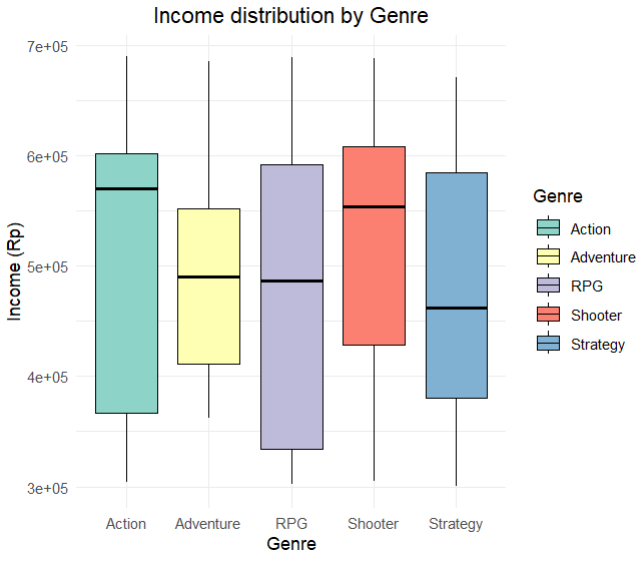 Income distribution by Genre
7e+05
6e+05
5e+05
4e+05
3e+05
Income (Rp)
Action Adventure RPG Shooter Strategy
Genre
Genre
Action
Adventure
RPG
Shooter
Strategy